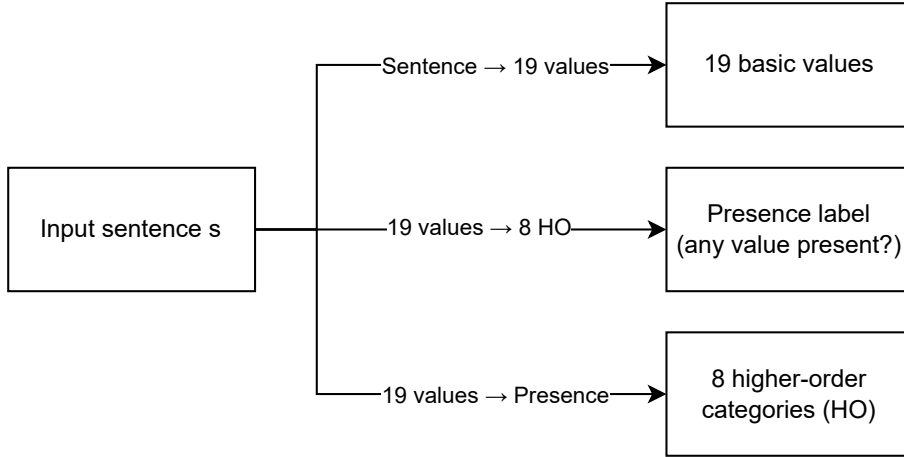 Sentence → 19 values
19 basic values
Input sentence s
19 values → 8 HO
Presence label
(any value present?)
19 values → Presence
8 higher-order
categories (HO)